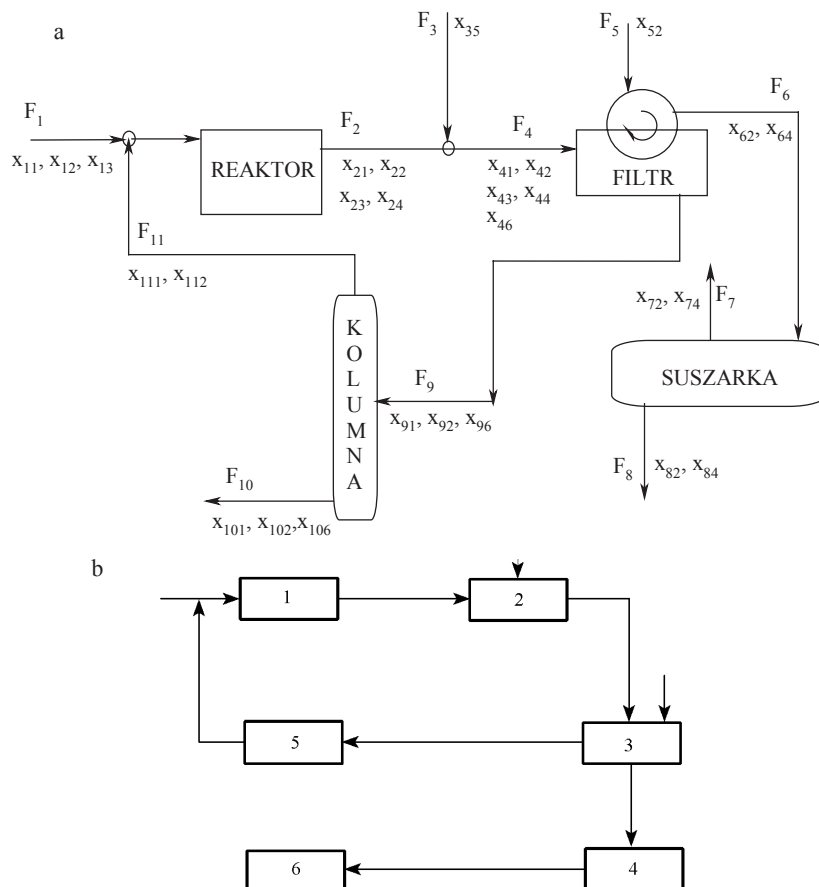 a
F₁
x₁₁, x₁₂, x₁₃
REAKTOR
F₂
x₂₁, x₂₂
x₂₃, x₂₄
F₃ x₃₅
F₄
x₄₁, x₄₂
x₄₃, x₄₄
x₄₆
F₅ x₅₂
FILTR
F₆
x₆₂, x₆₄
F₁₁
x₁₁₁, x₁₁₂
KOLUMNA
F₉
x₉₁, x₉₂, x₉₆
x₇₂, x₇₄ F₇
SUSZARKA
F₈ x₈₂, x₈₄
F₁₀
x₁₀₁, x₁₀₂,x₁₀₆
b
1
2
5
3
6
4